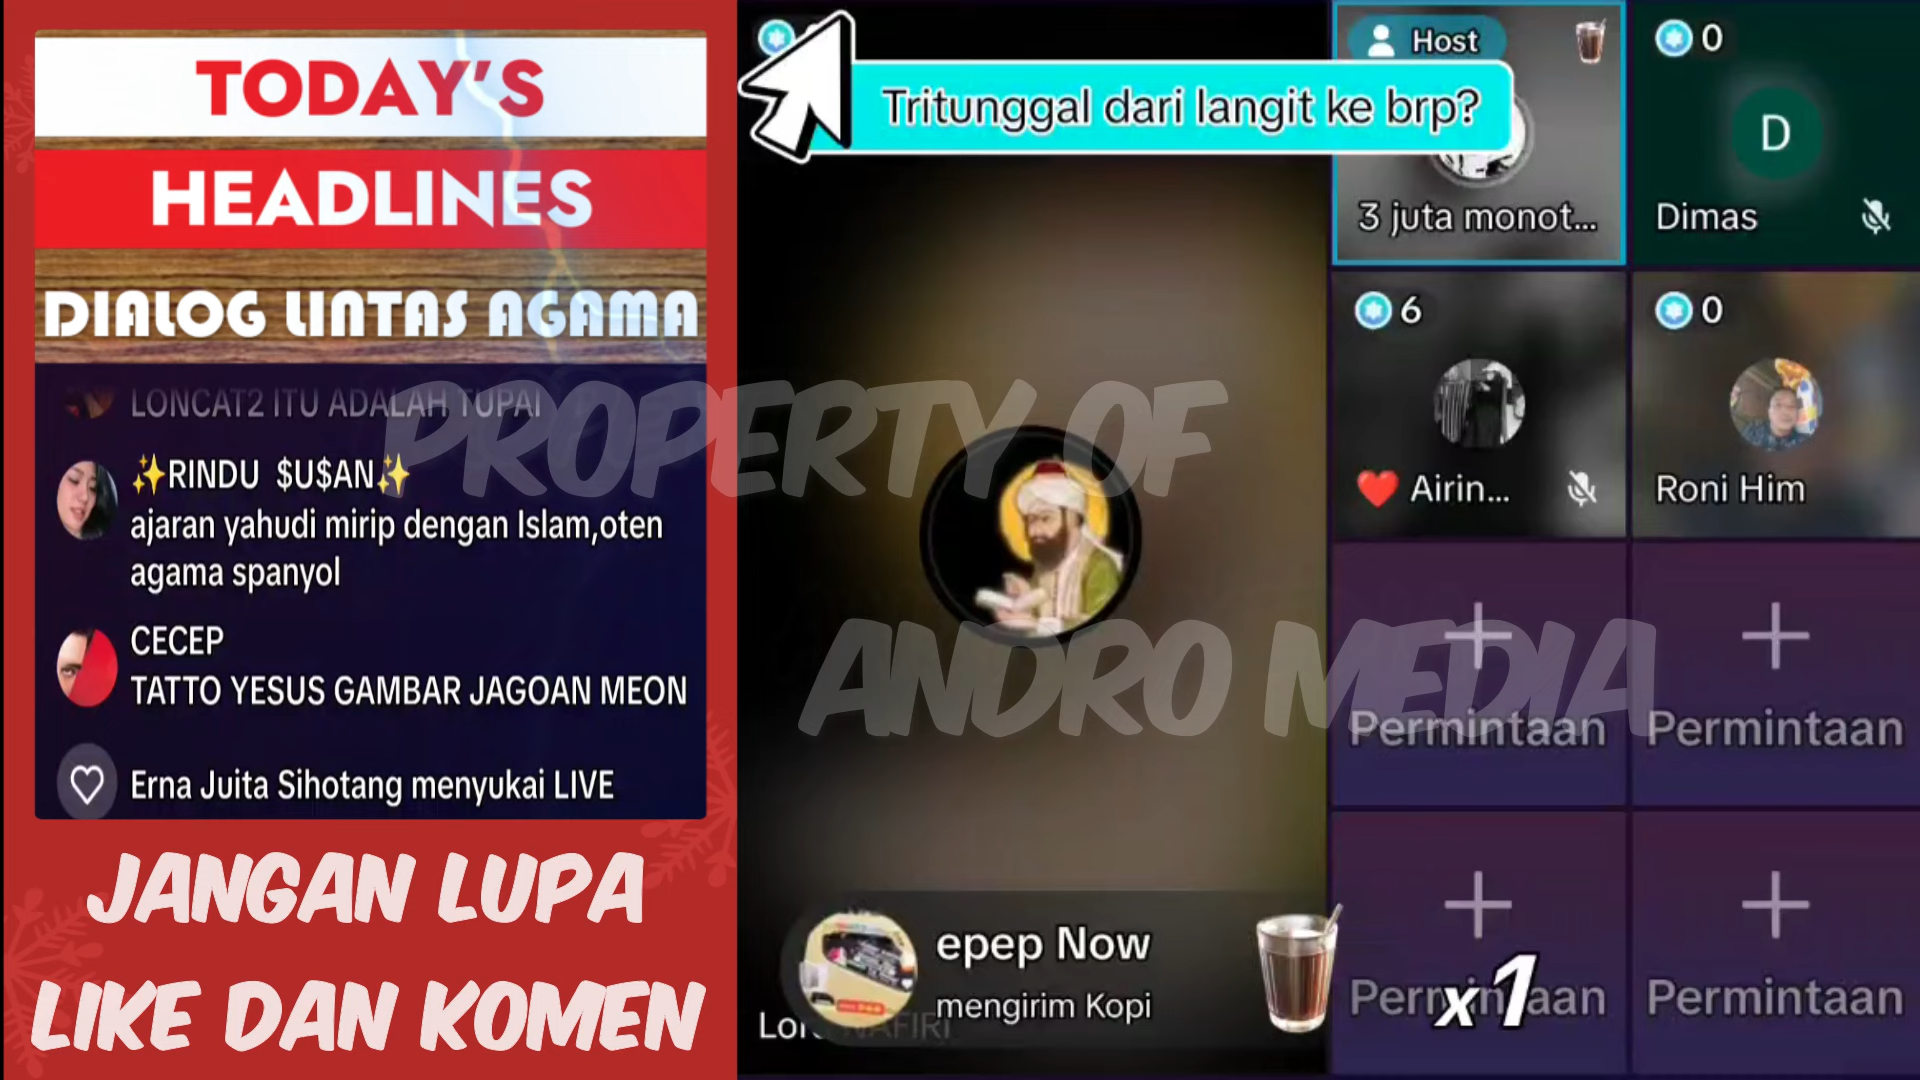 TODAY'S
HEADLINES
DIALOG LINTAS AGAMA
LONCAT2 ITU ADALAH TUPAI
✨RINDU $U$AN✨
ajaran yahudi mirip dengan Islam,oten
agama spanyol
CECEP
TATTO YESUS GAMBAR JAGOAN MEON
Erna Juita Sihotang menyukai LIVE
JANGAN LUPA
LIKE DAN KOMEN
Tritunggal dari langit ke brp?
Host
3 juta monot...
0
D
Dimas
6
❤️ Airin...
0
Roni Him
PROPERTY OF
ANDRO MEDIA
Permintaan
Permintaan
Permintaan
Permintaan
epep Now
mengirim Kopi
x1